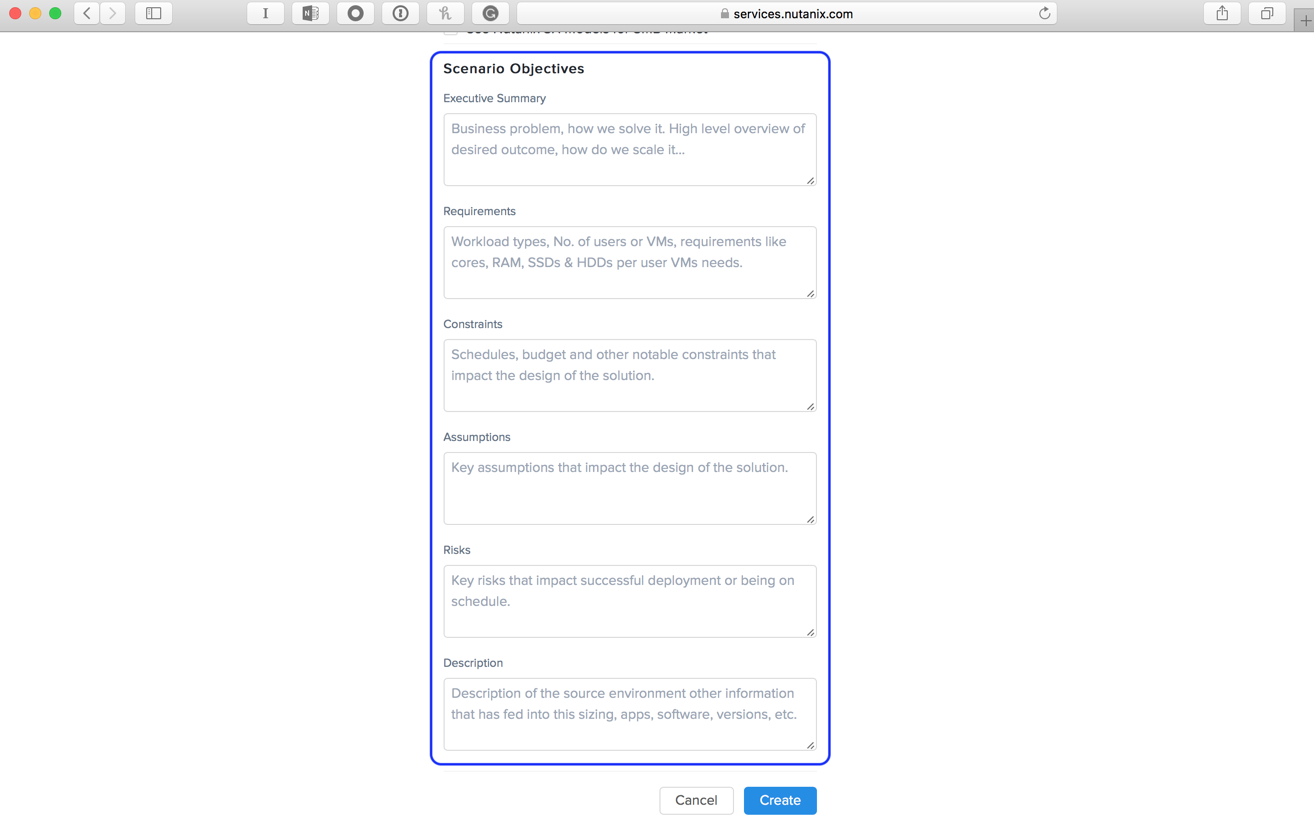 services.nutanix.com
Scenario Objectives
Executive Summary
Business problem, how we solve it. High level overview of
desired outcome, how do we scale it...
Requirements
Workload types, No. of users or VMs, requirements like
cores, RAM, SSDs & HDDs per user VMs needs.
Constraints
Schedules, budget and other notable constraints that
impact the design of the solution.
Assumptions
Key assumptions that impact the design of the solution.
Risks
Key risks that impact successful deployment or being on
schedule.
Description
Description of the source environment other information
that has fed into this sizing, apps, software, versions, etc.
Cancel
Create